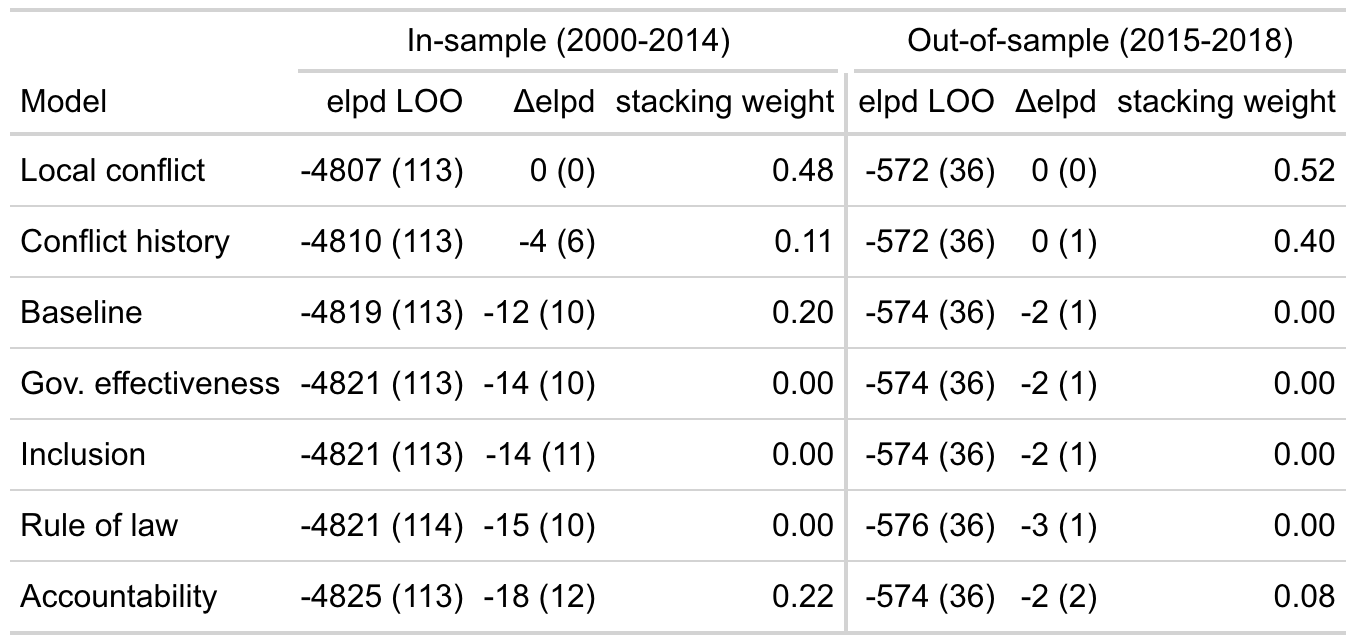 In-sample (2000-2014) Out-of-sample (2015-2018)
Model elpd LOO Δelpd stacking weight elpd LOO Δelpd stacking weight
Local conflict -4807 (113) 0 (0) 0.48 -572 (36) 0 (0) 0.52
Conflict history -4810 (113) -4 (6) 0.11 -572 (36) 0 (1) 0.40
Baseline -4819 (113) -12 (10) 0.20 -574 (36) -2 (1) 0.00
Gov. effectiveness -4821 (113) -14 (10) 0.00 -574 (36) -2 (1) 0.00
Inclusion -4821 (113) -14 (11) 0.00 -574 (36) -2 (1) 0.00
Rule of law -4821 (114) -15 (10) 0.00 -576 (36) -3 (1) 0.00
Accountability -4825 (113) -18 (12) 0.22 -574 (36) -2 (2) 0.08